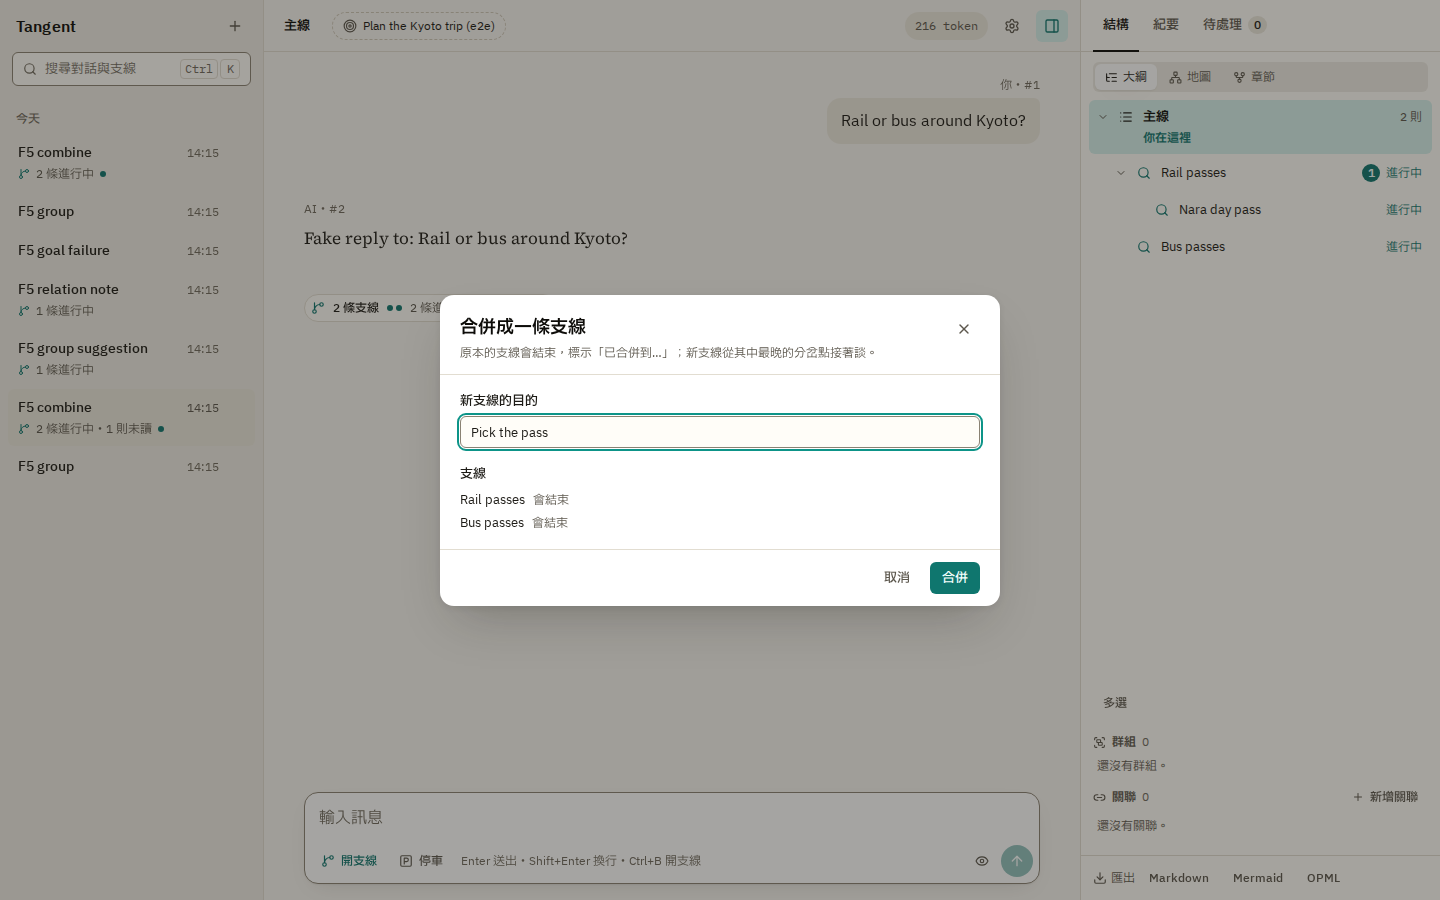 Tangent
搜尋對話與支線 Ctrl K
今天
F5 combine 14:15
2 條進行中
F5 group 14:15
F5 goal failure 14:15
F5 relation note 14:15
1 條進行中
F5 group suggestion 14:15
1 條進行中
F5 combine 14:15
2 條進行中・1 則未讀
F5 group 14:15
主線 Plan the Kyoto trip (e2e) 216 token
你・#1
Rail or bus around Kyoto?
AI・#2
Fake reply to: Rail or bus around Kyoto?
2 條支線 2 條
合併成一條支線
原本的支線會結束，標示「已合併到…」；新支線從其中最晚的分岔點接著談。
新支線的目的
Pick the pass
支線
Rail passes 會結束
Bus passes 會結束
取消 合併
輸入訊息
開支線 停車 Enter 送出・Shift+Enter 換行・Ctrl+B 開支線
結構 紀要 待處理 0
大綱 地圖 章節
主線 2 則
你在這裡
Rail passes 1 進行中
Nara day pass 進行中
Bus passes 進行中
多選
群組 0
還沒有群組。
關聯 0 新增關聯
還沒有關聯。
匯出 Markdown Mermaid OPML